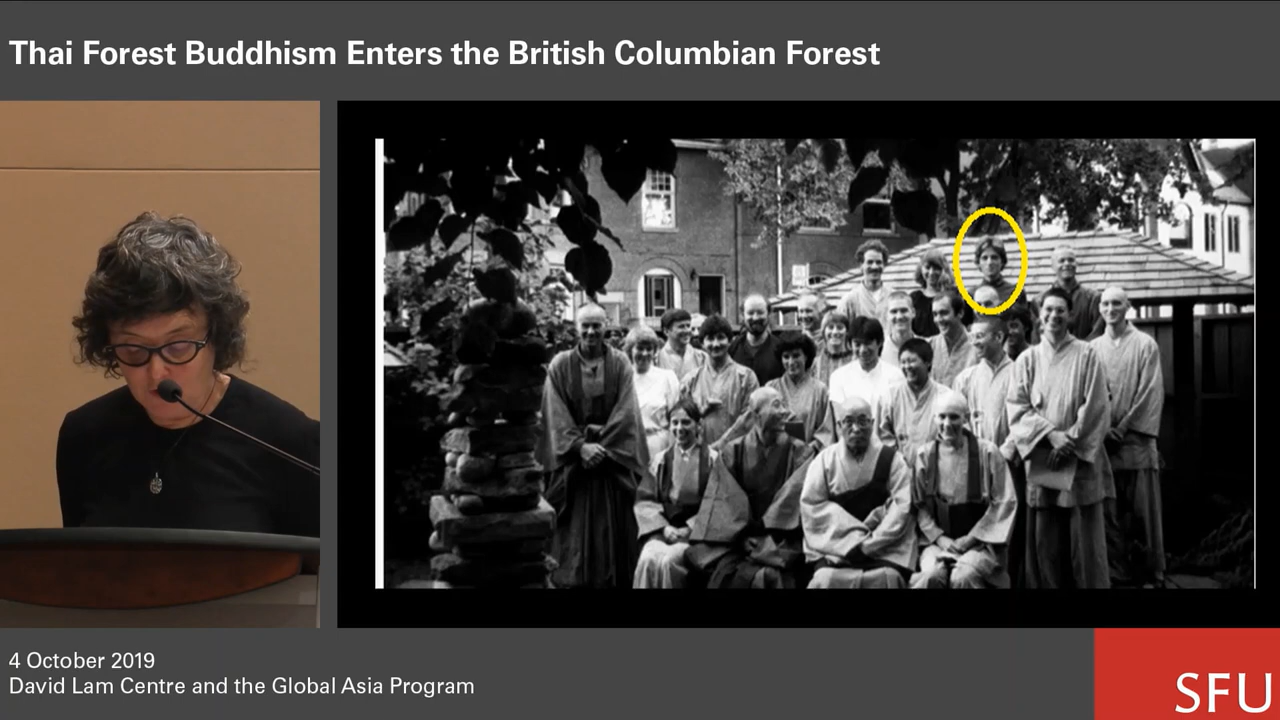 Thai Forest Buddhism Enters the British Columbian Forest
4 October 2019
David Lam Centre and the Global Asia Program
SFU